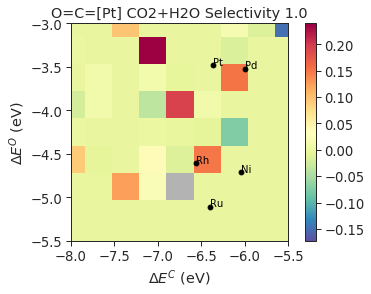 O=C=[Pt] CO2+H2O Selectivity 1.0
−3.0
−3.5
−4.0
−4.5
−5.0
−5.5
ΔE^O (eV)
Pt
Pd
Rh
Ni
Ru
−8.0 −7.5 −7.0 −6.5 −6.0 −5.5
ΔE^C (eV)
0.20
0.15
0.10
0.05
0.00
−0.05
−0.10
−0.15